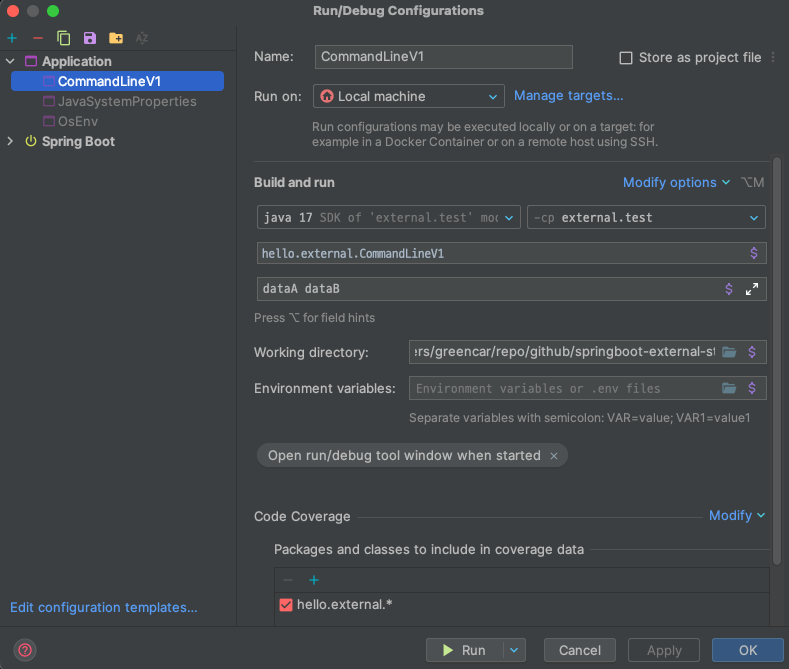 Run/Debug Configurations
Application
CommandLineV1
JavaSystemProperties
OsEnv
Spring Boot
Edit configuration templates...
Name:
CommandLineV1
Store as project file
Run on:
Local machine
Manage targets...
Run configurations may be executed locally or on a target: for
example in a Docker Container or on a remote host using SSH.
Build and run
Modify options
⌥M
java 17 SDK of 'external.test' mo
-cp external.test
hello.external.CommandLineV1
$
dataA dataB
$
Press ⌥ for field hints
Working directory:
ers/greencar/repo/github/springboot-external-st
$
Environment variables:
Environment variables or .env files
$
Separate variables with semicolon: VAR=value; VAR1=value1
Open run/debug tool window when started ×
Code Coverage
Modify
Packages and classes to include in coverage data
hello.external.*
?
Run
Cancel
Apply
OK